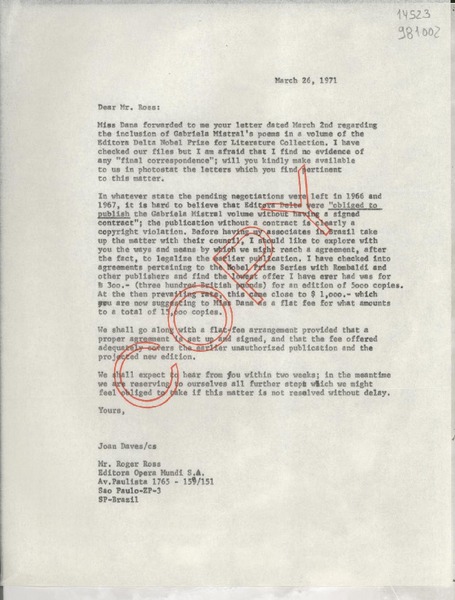 14523
981002
March 26, 1971
Dear Mr. Ross:
Miss Dana forwarded to me your letter dated March 2nd regarding
the inclusion of Gabriela Mistral's poems in a volume of the
Editora Delta Nobel Prize for Literature Collection. I have
checked our files but I am afraid that I find no evidence of
any "final correspondence"; will you kindly make available
to us in photostat the letters which you find pertinent
to this matter.
In whatever state the pending negotiations were left in 1966 and
1967, it is hard to believe that Editora Delta were "obliged to
publish the Gabriela Mistral volume without having a signed
contract"; the publication without a contract is clearly a
copyright violation. Before having my associates in Brazil take
up the matter with their council, I should like to explore with
you the ways and means by which we might reach a agreement, after
the fact, to legalize the earlier publication. I have checked into
agreements pertaining to the Nobel Prize Series with Rombaldi and
other publishers and find the lowest offer I have ever had was for
300.- (three hundred British pounds) for an edition of 5000 copies.
At the then prevailing rate, this came close to $ 1,000.- which
you are now suggesting to Miss Dana as a flat fee for what amounts
to a total of 15,000 copies.
We shall go along with a flat-fee arrangement provided that a
proper agreement is set up and signed, and that the fee offered
adequately covers the earlier unauthorized publication and the
projected new edition.
We shall expect to hear from you within two weeks; in the meantime
we are reserving to ourselves all further steps which we might
feel obliged to take if this matter is not resolved without delay.
Yours,
Joan Daves/cs
Mr. Roger Ross
Editora Opera Mundi S.A.
Av.Paulista 1765 - 159/151
Sao Paulo-ZP-3
SP-Brazil
COPY